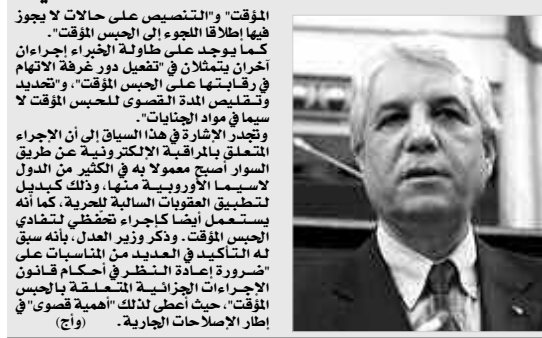 المؤقت" و"التنصيص على حالات لا يجوز
فيها إطلاقا اللجوء إلى الحبس المؤقت".
كما يوجد على طاولة الخبراء إجراءان
آخران يتمثلان في "تفعيل دور غرفة الاتهام
في رقابتها على الحبس المؤقت"، و"تحديد
وتقليص المدة القصوى للحبس المؤقت لا
سيما في مواد الجنايات".
وتجدر الإشارة في هذا السياق إلى أن الإجراء
المتعلق بالمراقبة الإلكترونية عن طريق
السوار أصبح معمولا به في الكثير من الدول
لاسيما الأوروبية منها، وذلك كبديل
لتطبيق العقوبات السالبة للحرية، كما أنه
يستعمل أيضا كإجراء تحفظي لتفادي
الحبس المؤقت. وذكر وزير العدل، بأنه سبق
له التأكيد في العديد من المناسبات على
"ضرورة إعادة النظر في أحكام قانون
الإجراءات الجزائية المتعلقة بالحبس
المؤقت"، حيث أعطى لذلك "أهمية قصوى" في
إطار الإصلاحات الجارية. (وأج)